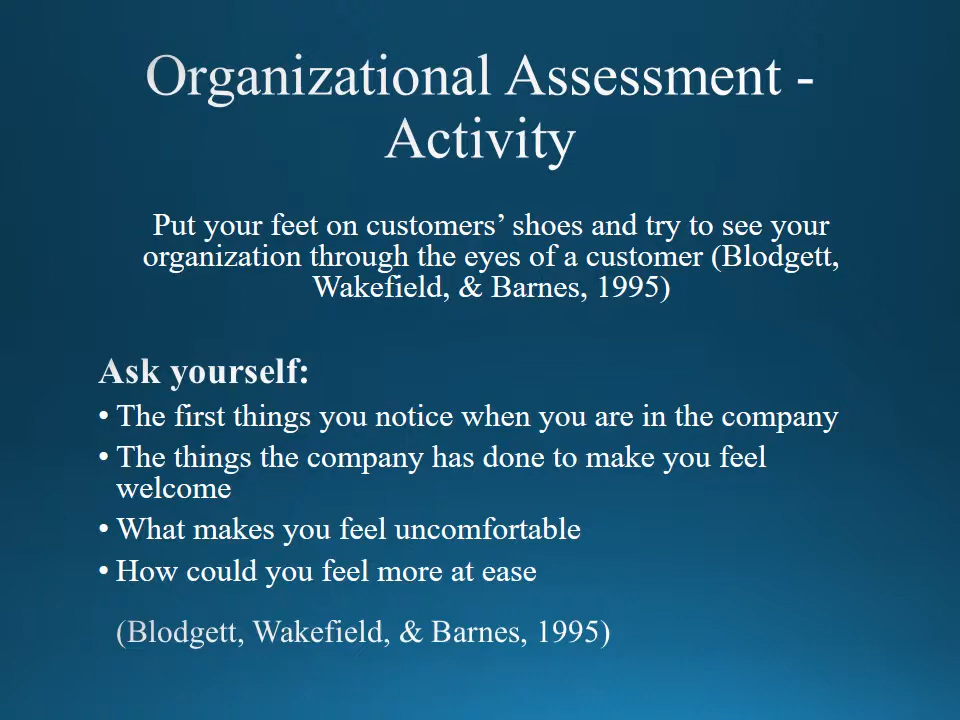 Organizational Assessment -
Activity
Put your feet on customers’ shoes and try to see your
organization through the eyes of a customer (Blodgett,
Wakefield, & Barnes, 1995)
Ask yourself:
• The first things you notice when you are in the company
• The things the company has done to make you feel
welcome
• What makes you feel uncomfortable
• How could you feel more at ease
(Blodgett, Wakefield, & Barnes, 1995)